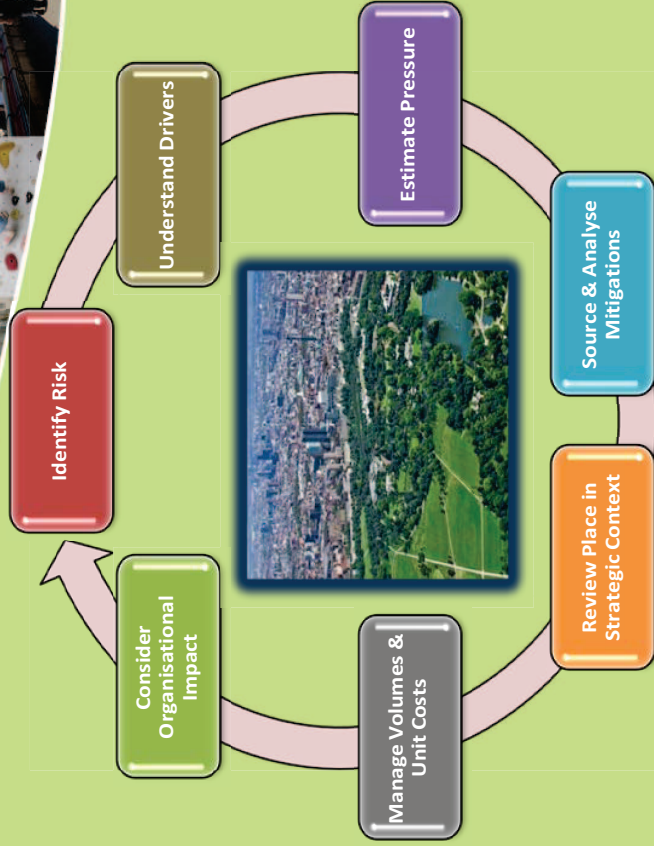 Identify Risk
Understand Drivers
Estimate Pressure
Source & Analyse
Mitigations
Review Place in
Strategic Context
Manage Volumes &
Unit Costs
Consider
Organisational
Impact